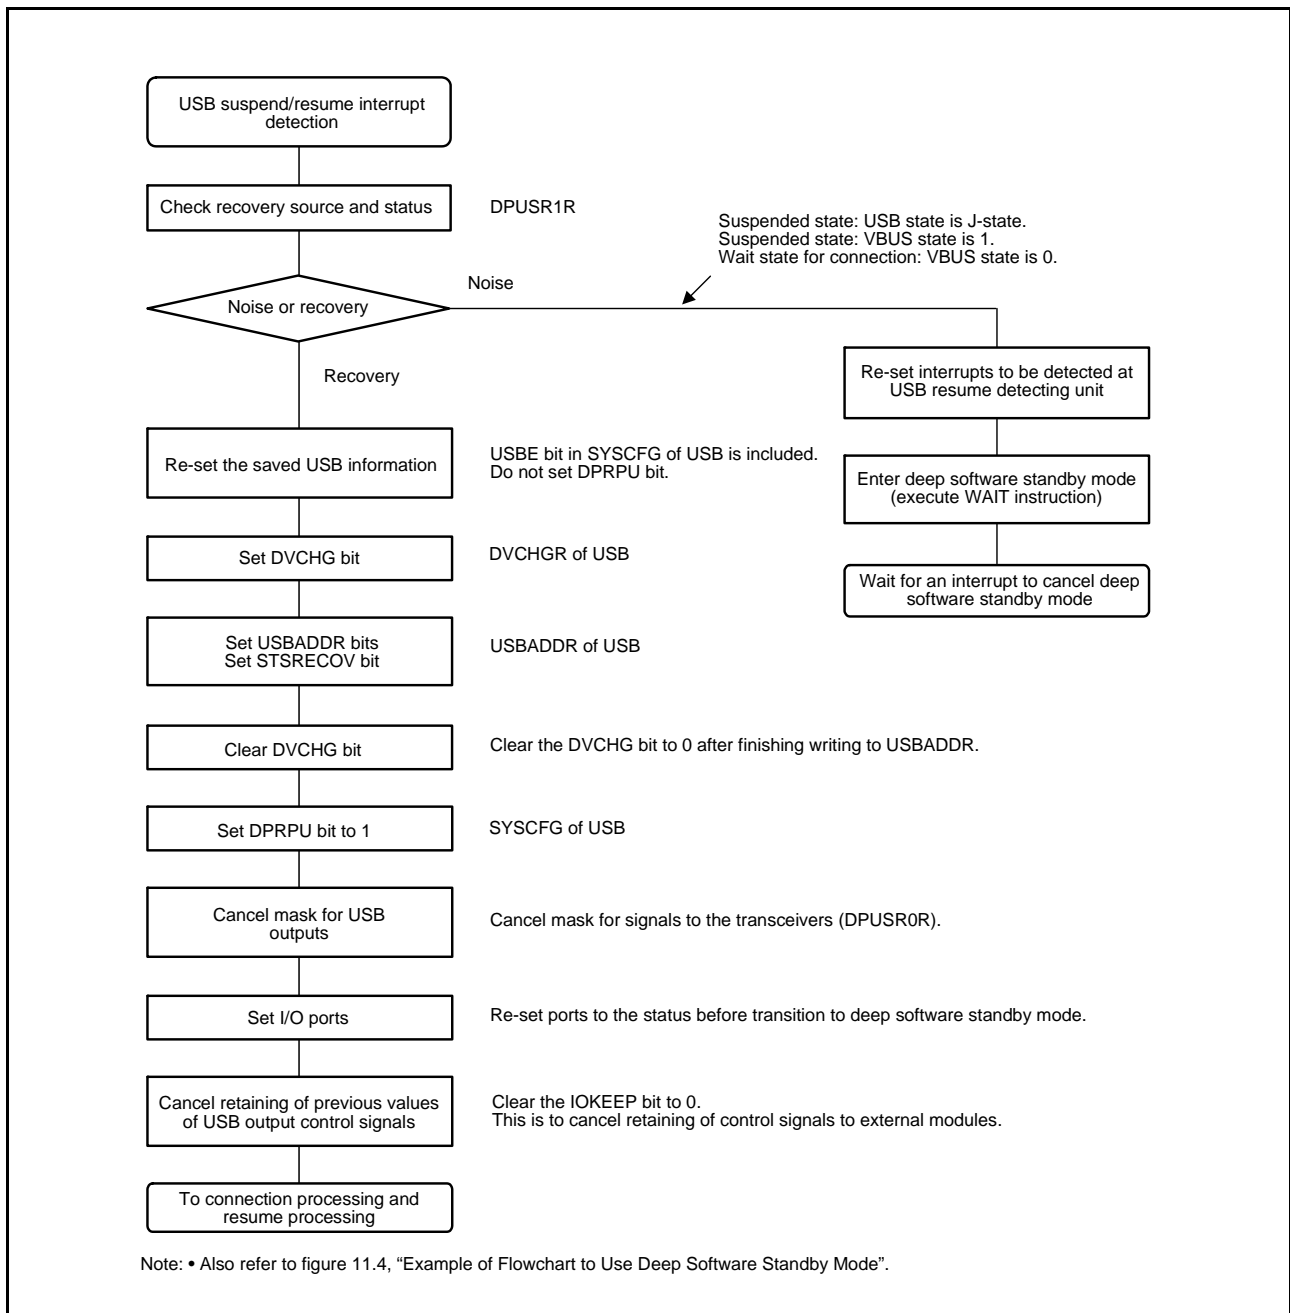 USB suspend/resume interrupt
detection
Check recovery source and status
DPUSR1R
Suspended state: USB state is J-state.
Suspended state: VBUS state is 1.
Wait state for connection: VBUS state is 0.
Noise
Noise or recovery
Recovery
Re-set interrupts to be detected at
USB resume detecting unit
Re-set the saved USB information
USBE bit in SYSCFG of USB is included.
Do not set DPRPU bit.
Enter deep software standby mode
(execute WAIT instruction)
Set DVCHG bit
DVCHGR of USB
Wait for an interrupt to cancel deep
software standby mode
Set USBADDR bits
Set STSRECOV bit
USBADDR of USB
Clear DVCHG bit
Clear the DVCHG bit to 0 after finishing writing to USBADDR.
Set DPRPU bit to 1
SYSCFG of USB
Cancel mask for USB
outputs
Cancel mask for signals to the transceivers (DPUSR0R).
Set I/O ports
Re-set ports to the status before transition to deep software standby mode.
Cancel retaining of previous values
of USB output control signals
Clear the IOKEEP bit to 0.
This is to cancel retaining of control signals to external modules.
To connection processing and
resume processing
Note: • Also refer to figure 11.4, “Example of Flowchart to Use Deep Software Standby Mode”.